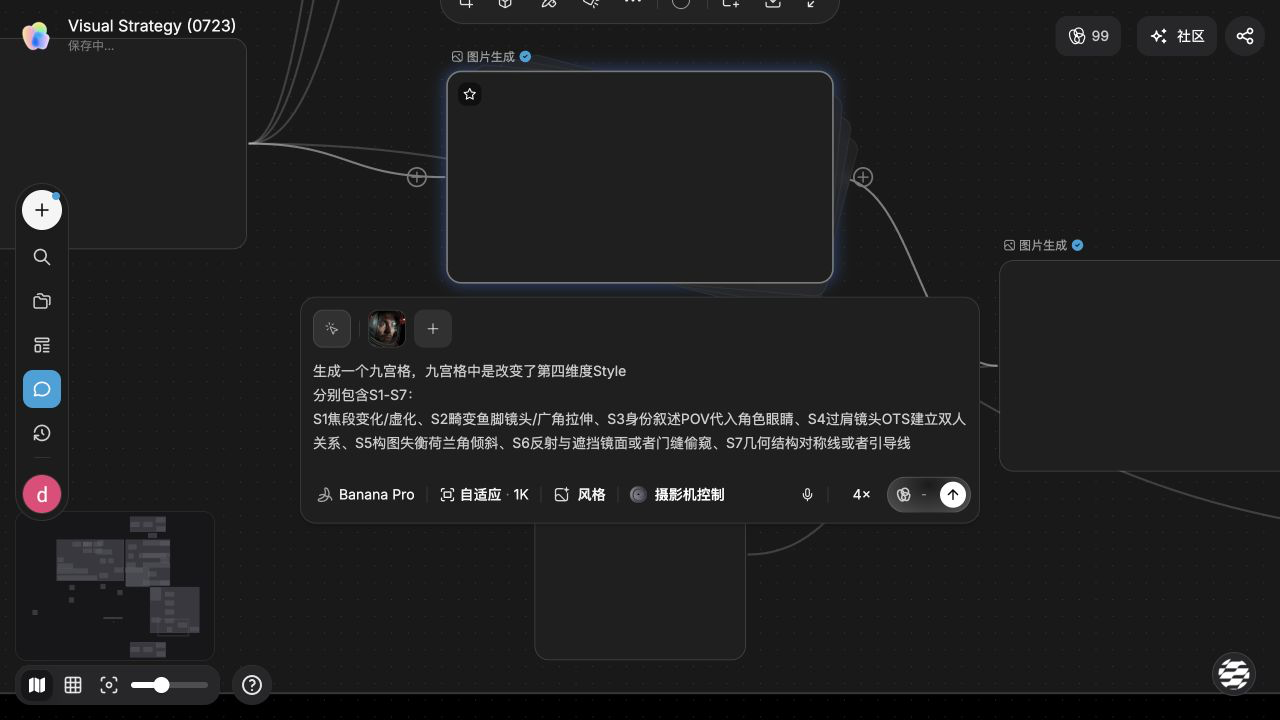 Visual Strategy (0723)
保存中...
99
社区
图片生成
图片生成
生成一个九宫格，九宫格中是改变了第四维度Style
分别包含S1-S7：
S1焦段变化/虚化、S2畸变鱼脚镜头/广角拉伸、S3身份叙述POV代入角色眼睛、S4过肩镜头OTS建立双人
关系、S5构图失衡荷兰角倾斜、S6反射与遮挡镜面或者门缝偷窥、S7几何结构对称线或者引导线
Banana Pro
自适应 · 1K
风格
摄影机控制
4×
-
d